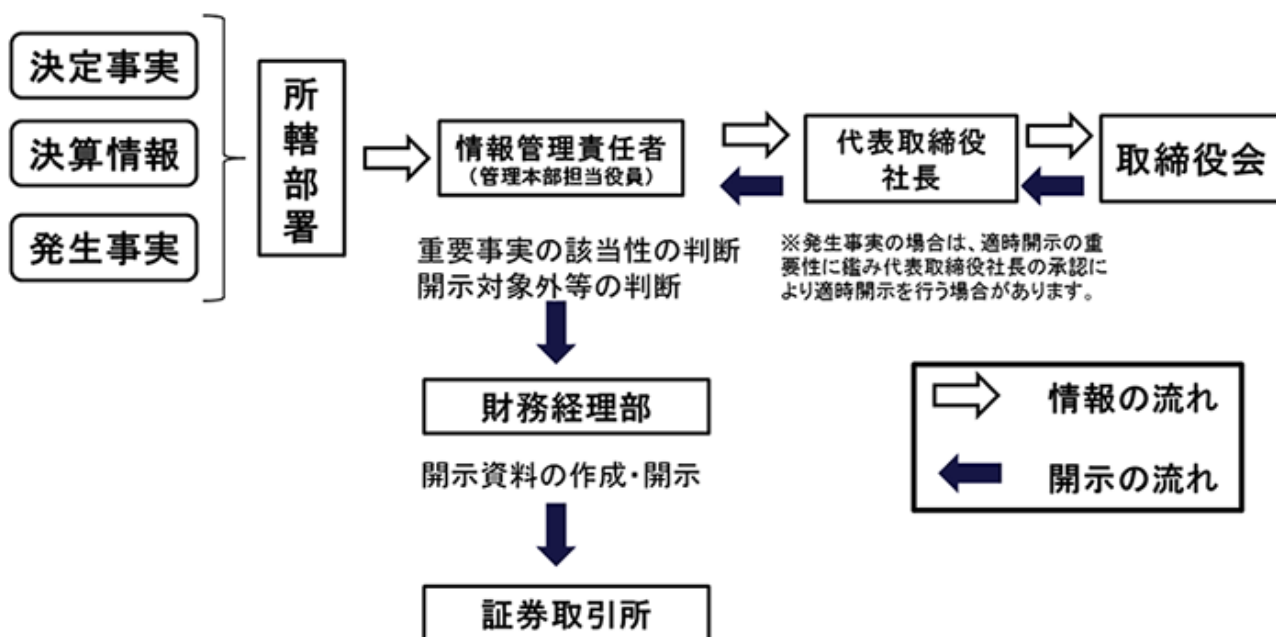 決定事実
決算情報
発生事実
所轄部署
情報管理責任者
（管理本部担当役員）
重要事実の該当性の判断
開示対象外等の判断
代表取締役
社長
取締役会
※発生事実の場合は、適時開示の重
要性に鑑み代表取締役社長の承認に
より適時開示を行う場合があります。
財務経理部
開示資料の作成・開示
証券取引所
情報の流れ
開示の流れ